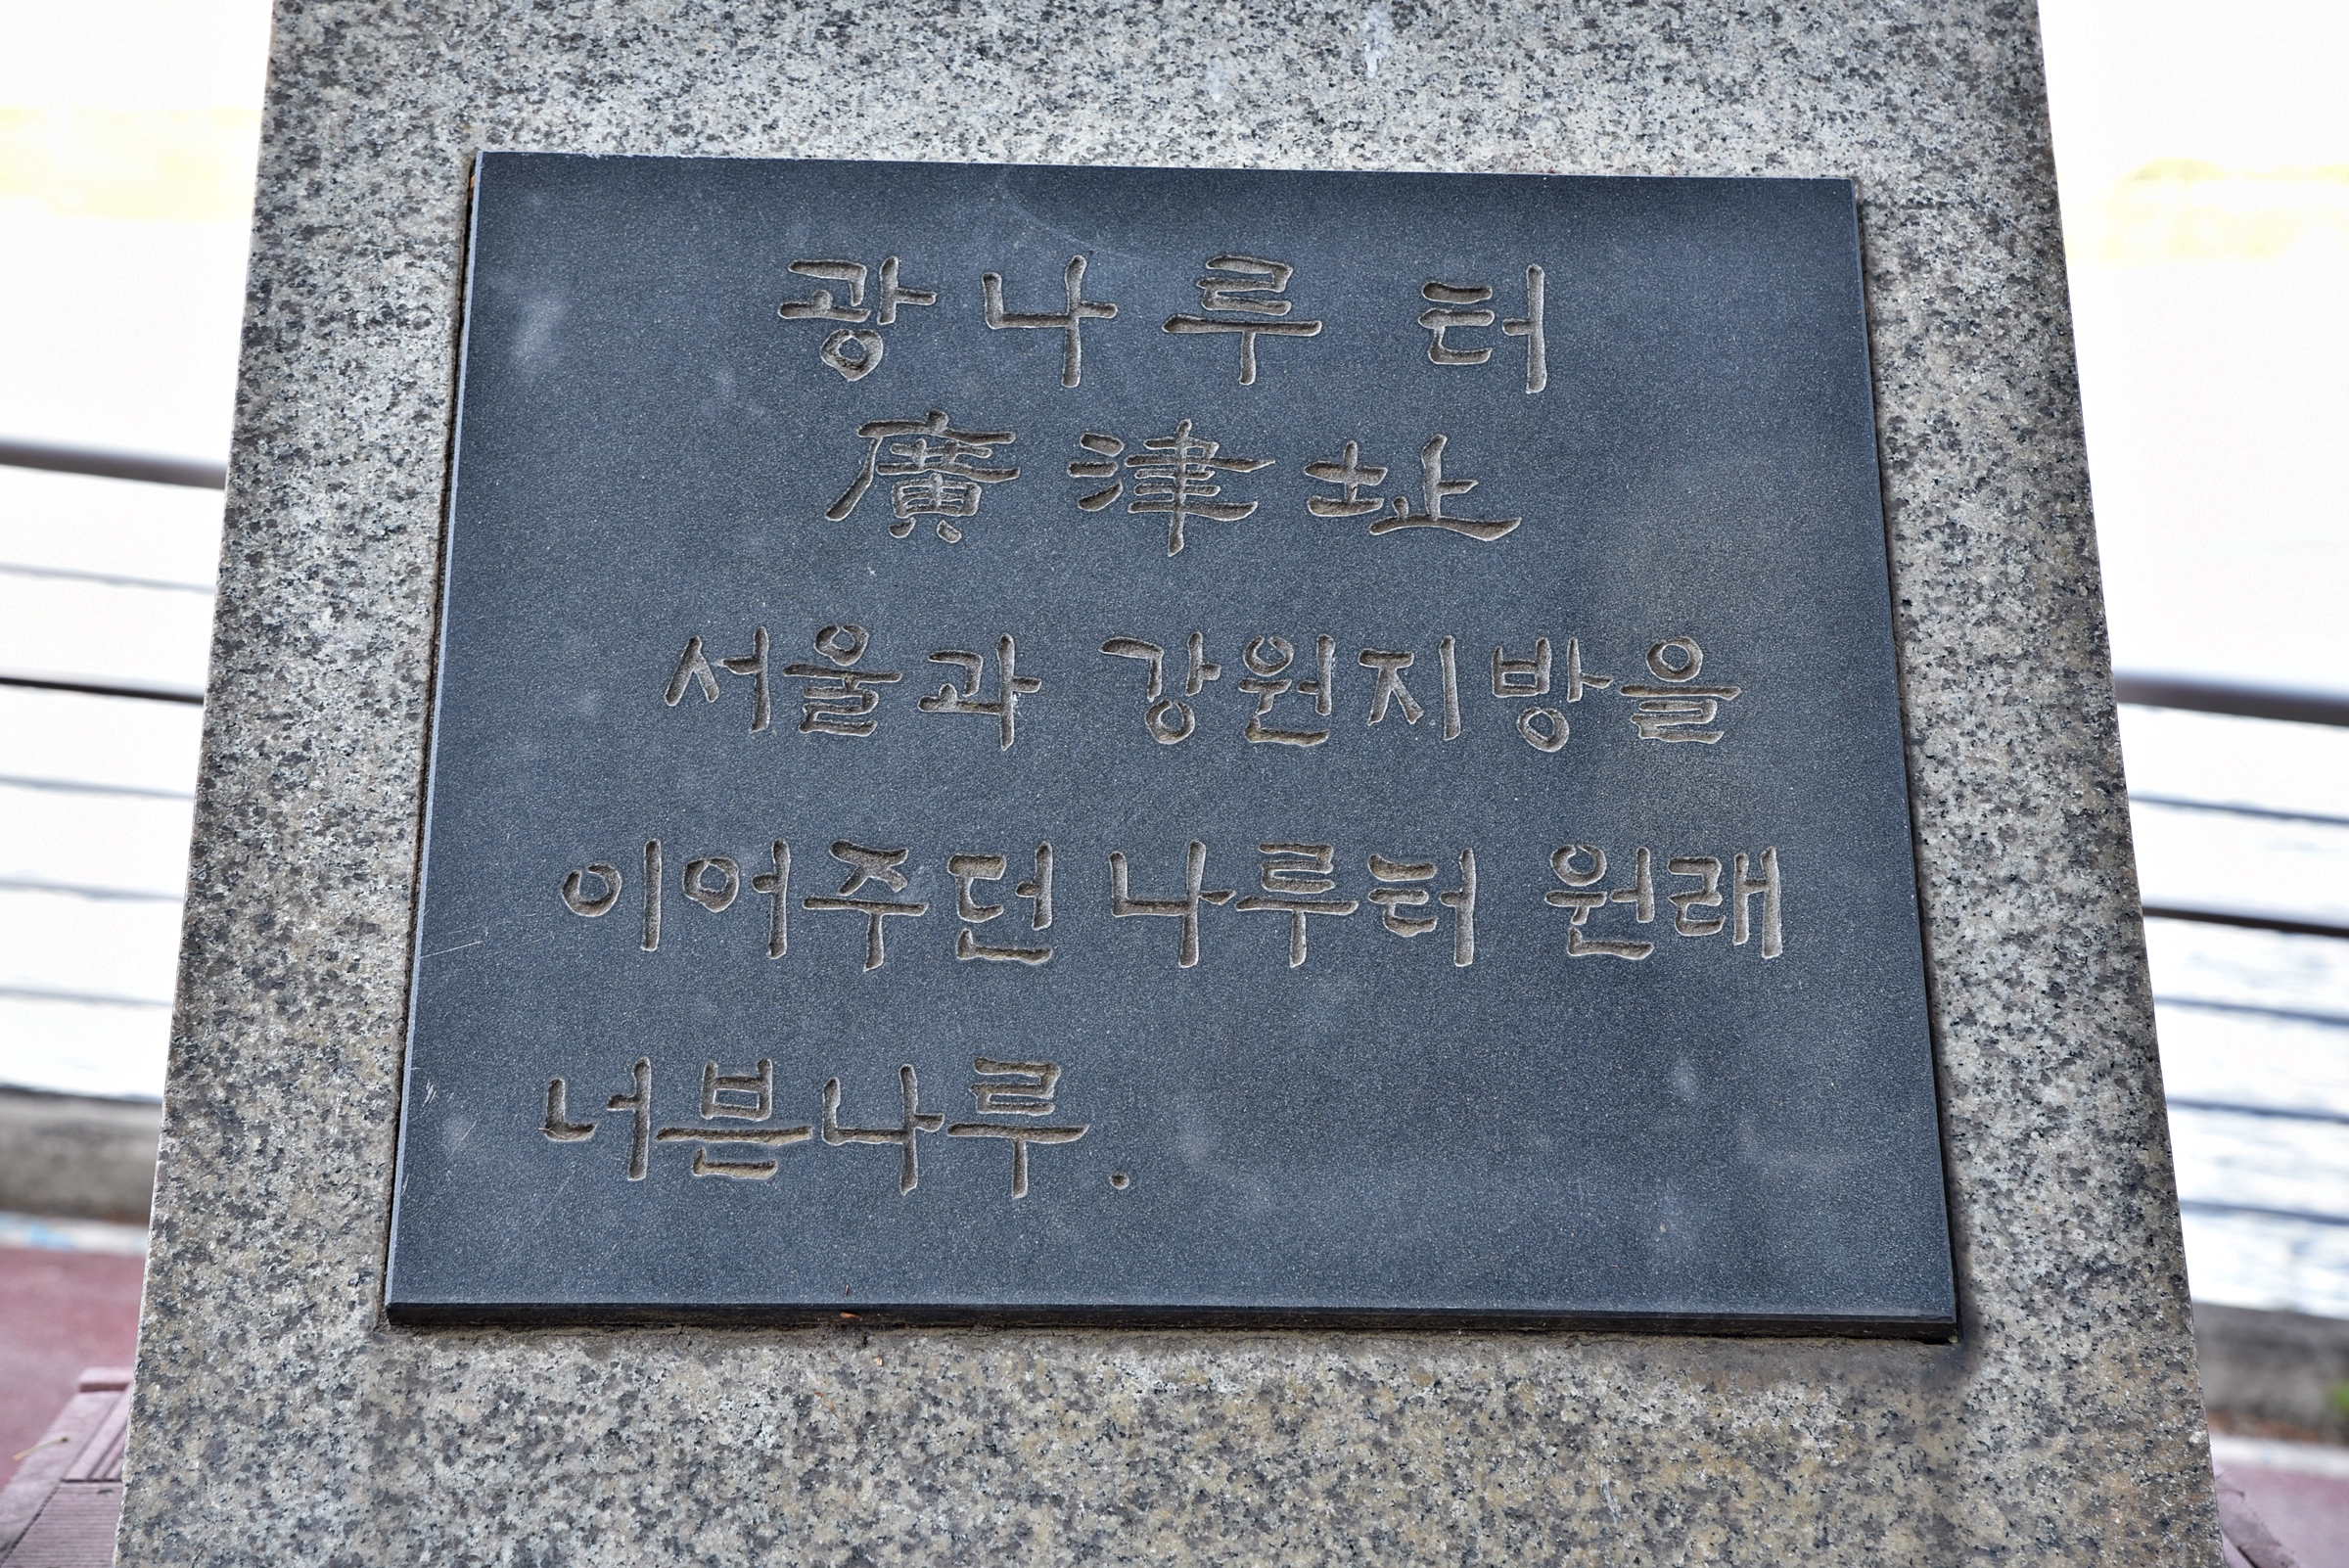 광나루 터
廣津址
서울과 강원지방을
이어주던 나루터 원래
너븐나루.